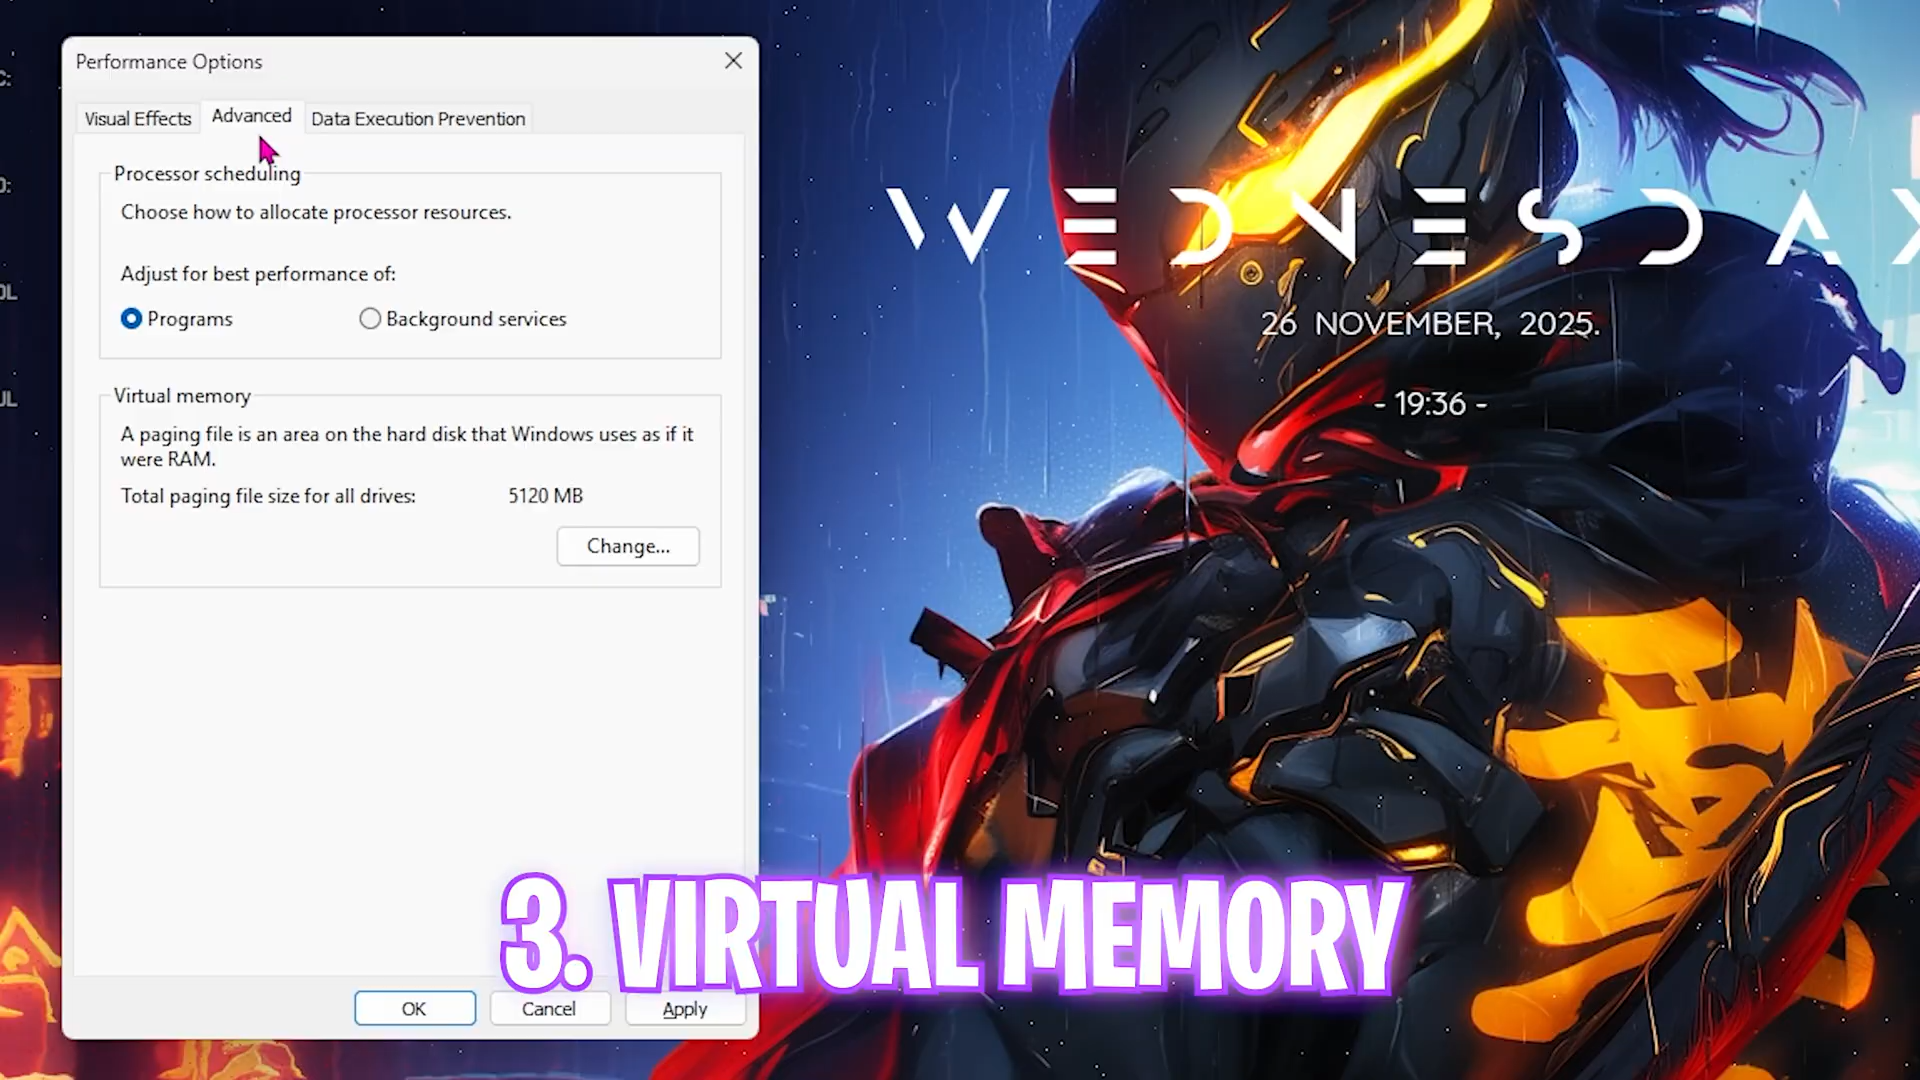 Performance Options
Visual Effects
Advanced
Data Execution Prevention
Processor scheduling
Choose how to allocate processor resources.
Adjust for best performance of:
Programs
Background services
Virtual memory
A paging file is an area on the hard disk that Windows uses as if it
were RAM.
Total paging file size for all drives: 5120 MB
Change...
OK
Cancel
Apply
WEDNESDAY
26 NOVEMBER, 2025.
- 19:36 -
3. VIRTUAL MEMORY